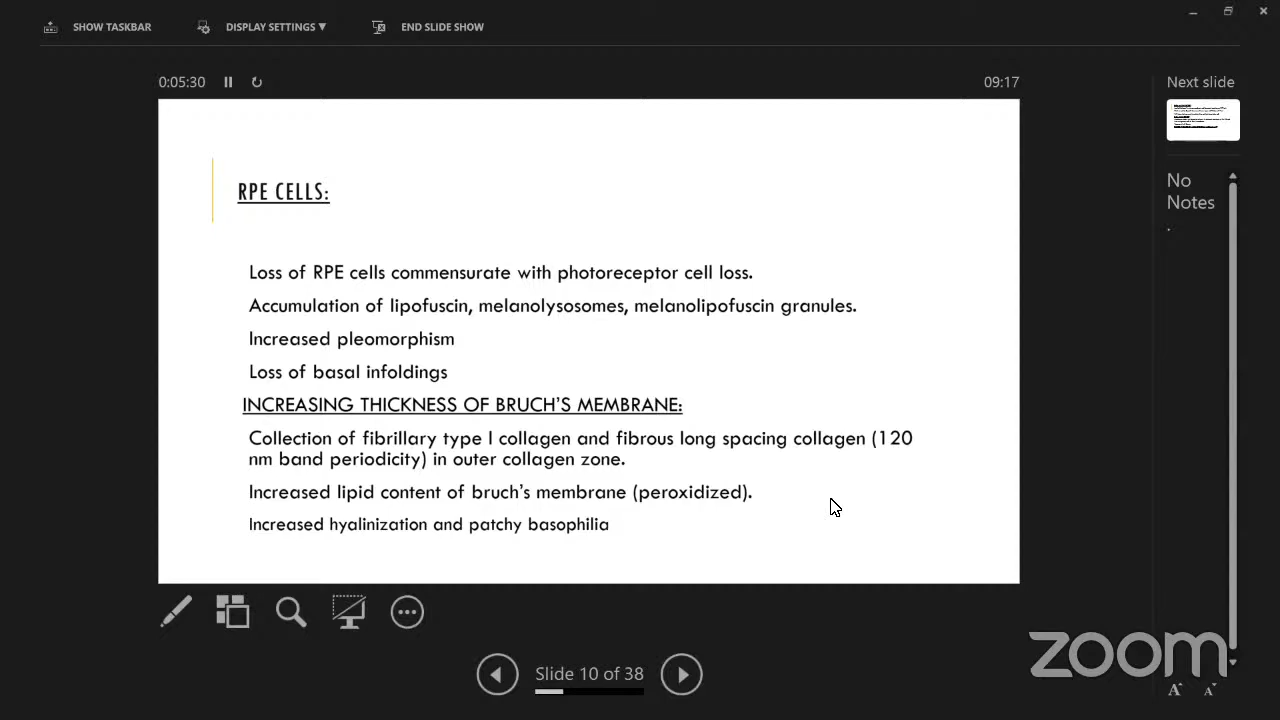 SHOW TASKBAR
DISPLAY SETTINGS ▼
END SLIDE SHOW
0:05:30
09:17
Next slide
RPE CELLS:
Loss of RPE cells commensurate with photoreceptor cell loss.
Accumulation of lipofuscin, melanolysosomes, melanolipofuscin granules.
Increased pleomorphism
Loss of basal infoldings
INCREASING THICKNESS OF BRUCH'S MEMBRANE:
Collection of fibrillary type I collagen and fibrous long spacing collagen (120
nm band periodicity) in outer collagen zone.
Increased lipid content of bruch's membrane (peroxidized).
Increased hyalinization and patchy basophilia
No
Notes
.
Slide 10 of 38
zoom
A A